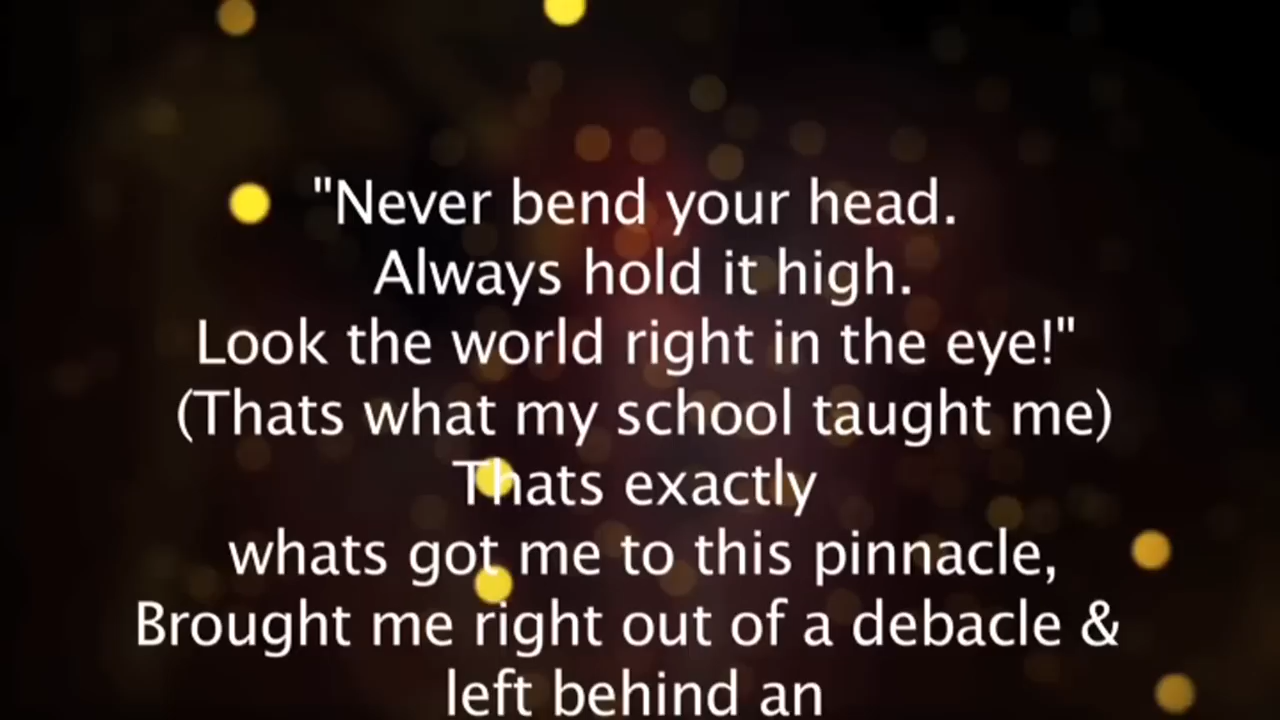 "Never bend your head.
Always hold it high.
Look the world right in the eye!"
(Thats what my school taught me)
Thats exactly
whats got me to this pinnacle,
Brought me right out of a debacle &
left behind an